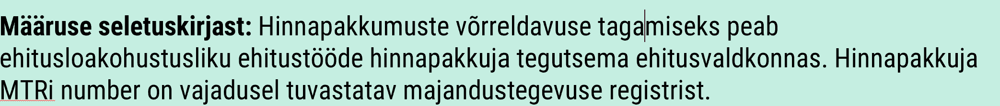 Määruse seletuskirjast: Hinnapakkumuste võrreldavuse tagamiseks peab
ehitusloakohustusliku ehitustööde hinnapakkuja tegutsema ehitusvaldkonnas. Hinnapakkuja
MTRi number on vajadusel tuvastatav majandustegevuse registrist.